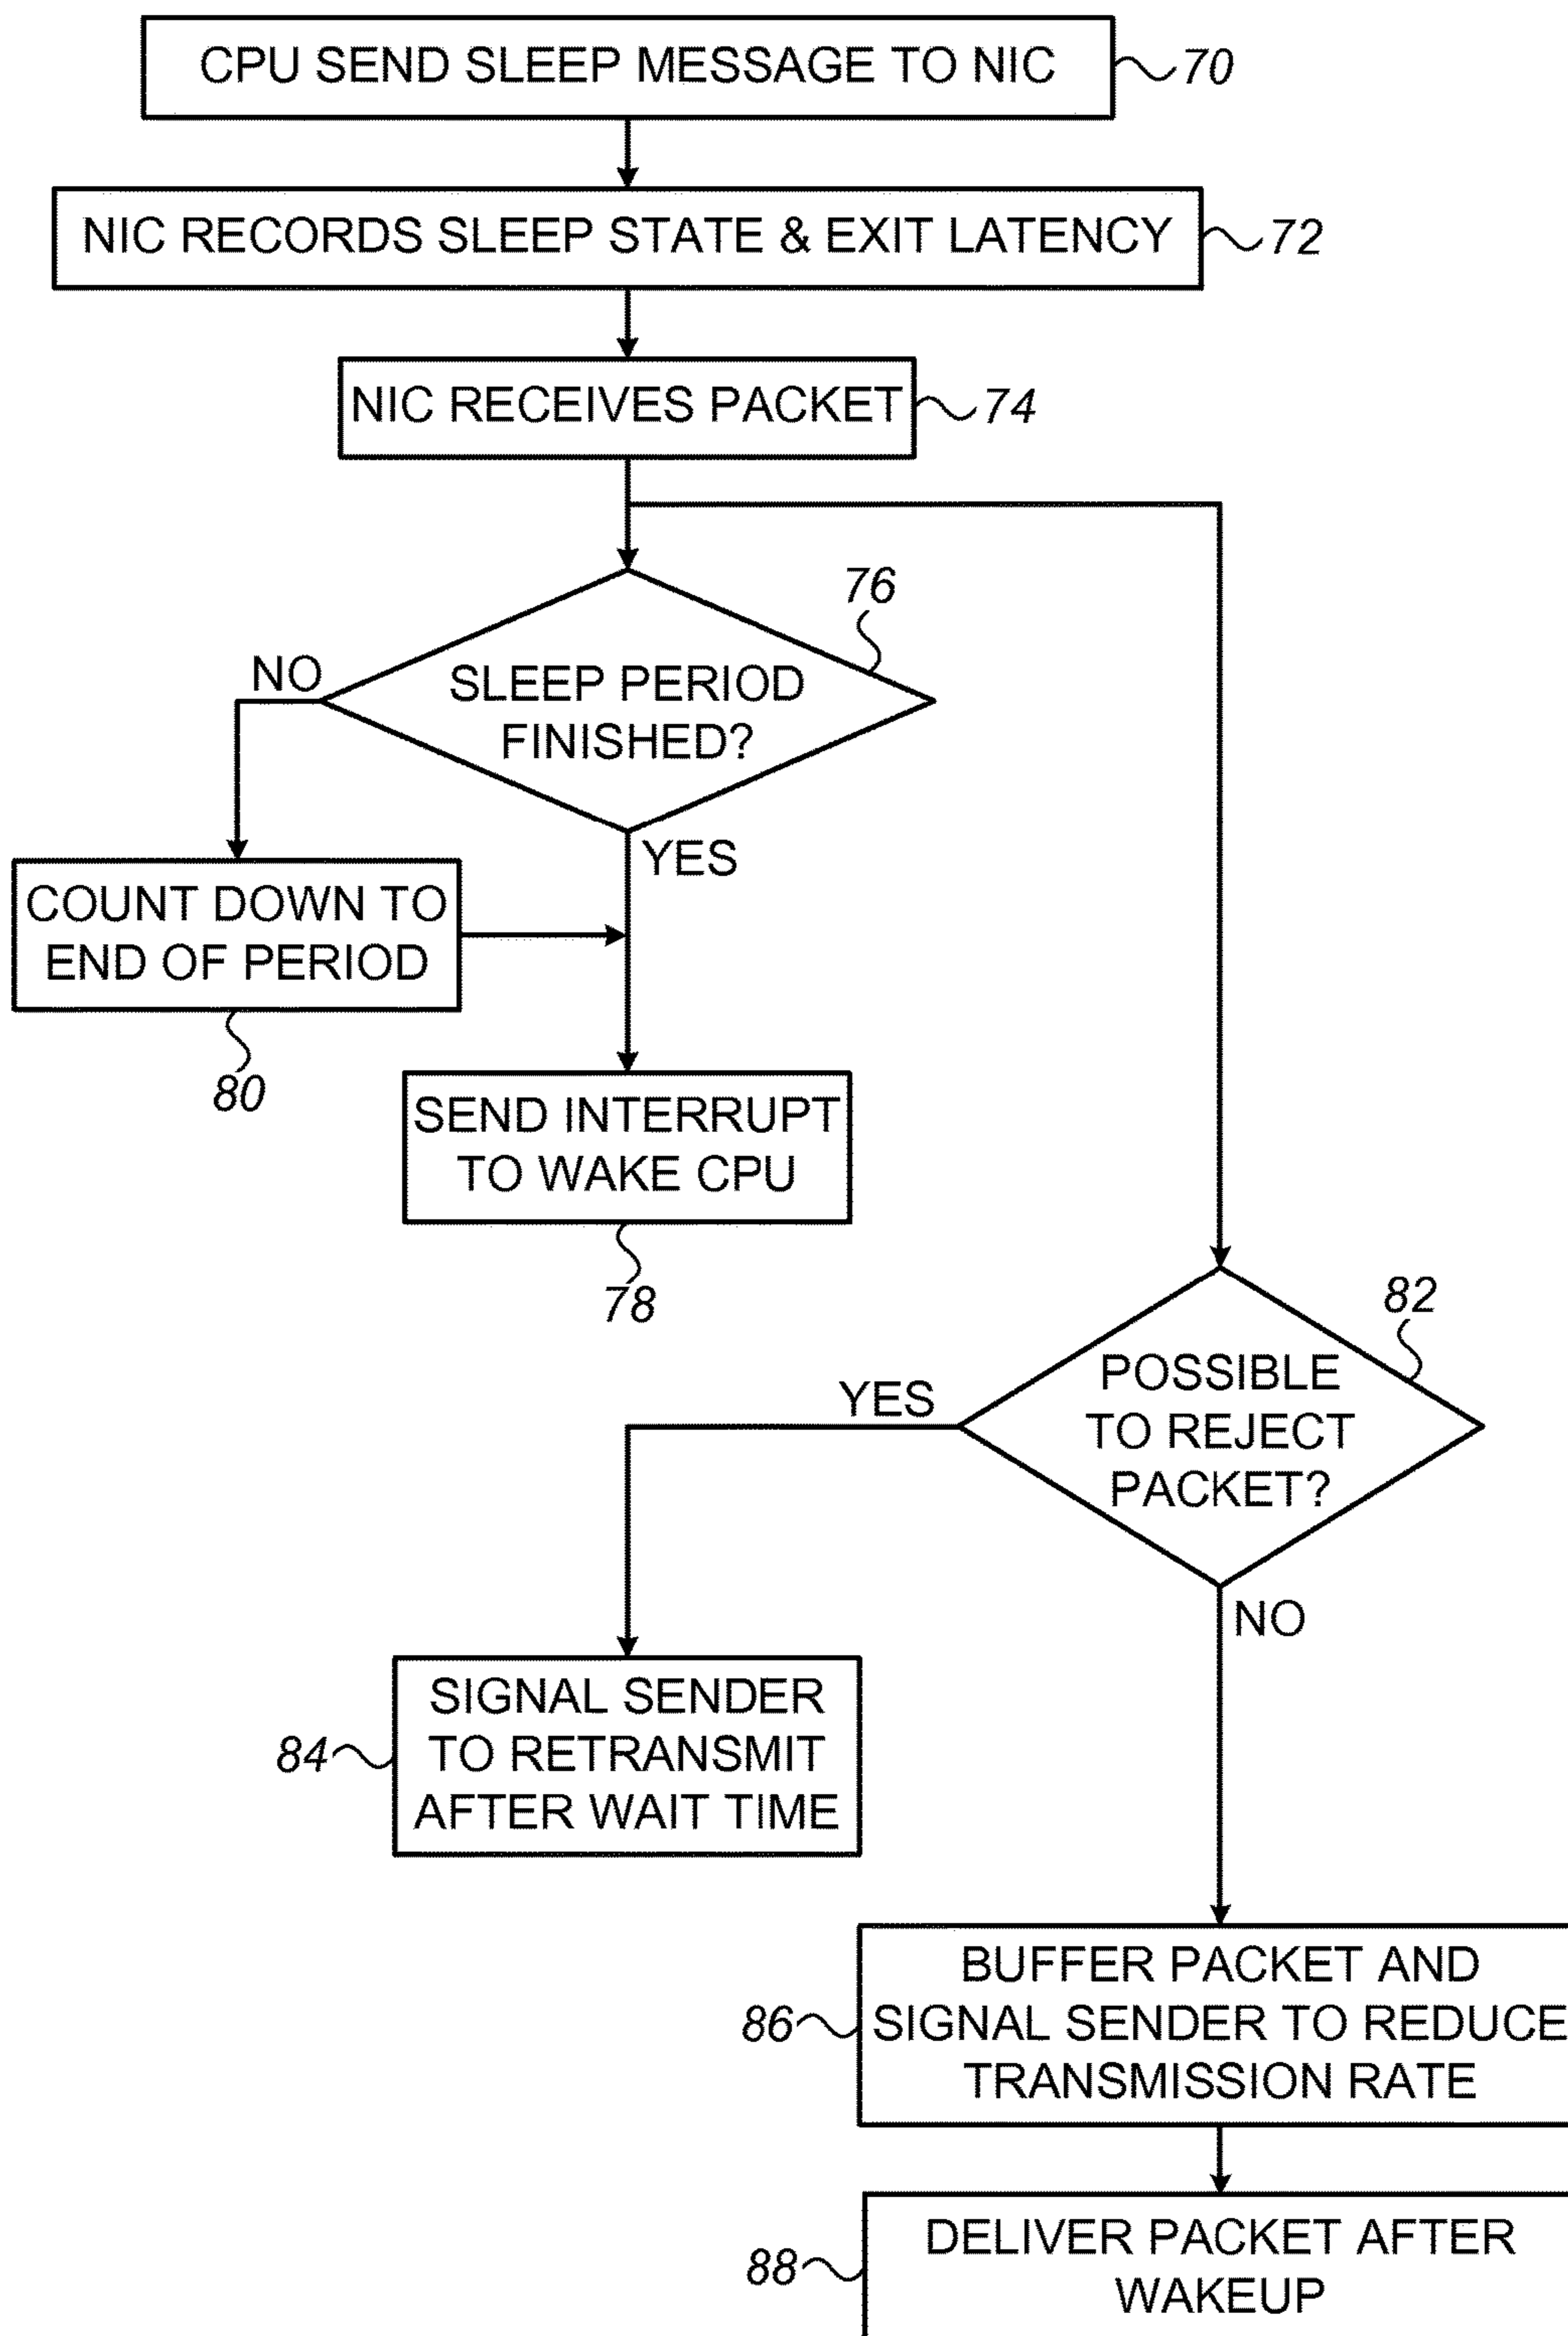 CPU SEND SLEEP MESSAGE TO NIC
70
NIC RECORDS SLEEP STATE & EXIT LATENCY
72
NIC RECEIVES PACKET
74
76
NO
SLEEP PERIOD
FINISHED?
YES
COUNT DOWN TO
END OF PERIOD
80
SEND INTERRUPT
TO WAKE CPU
78
82
POSSIBLE
TO REJECT
PACKET?
YES
NO
SIGNAL SENDER
TO RETRANSMIT
AFTER WAIT TIME
84
BUFFER PACKET AND
SIGNAL SENDER TO REDUCE
TRANSMISSION RATE
86
DELIVER PACKET AFTER
WAKEUP
88